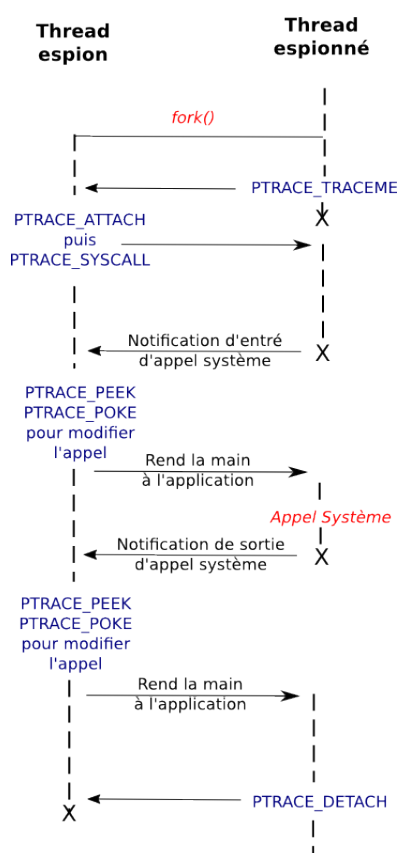 Thread
espion
Thread
espionné
fork()
PTRACE_TRACEME
X
PTRACE_ATTACH
puis
PTRACE_SYSCALL
Notification d'entré
d'appel système
X
PTRACE_PEEK
PTRACE_POKE
pour modifier
l'appel
Rend la main
à l'application
Appel Système
Notification de sortie
d'appel système
X
PTRACE_PEEK
PTRACE_POKE
pour modifier
l'appel
Rend la main
à l'application
PTRACE_DETACH
X